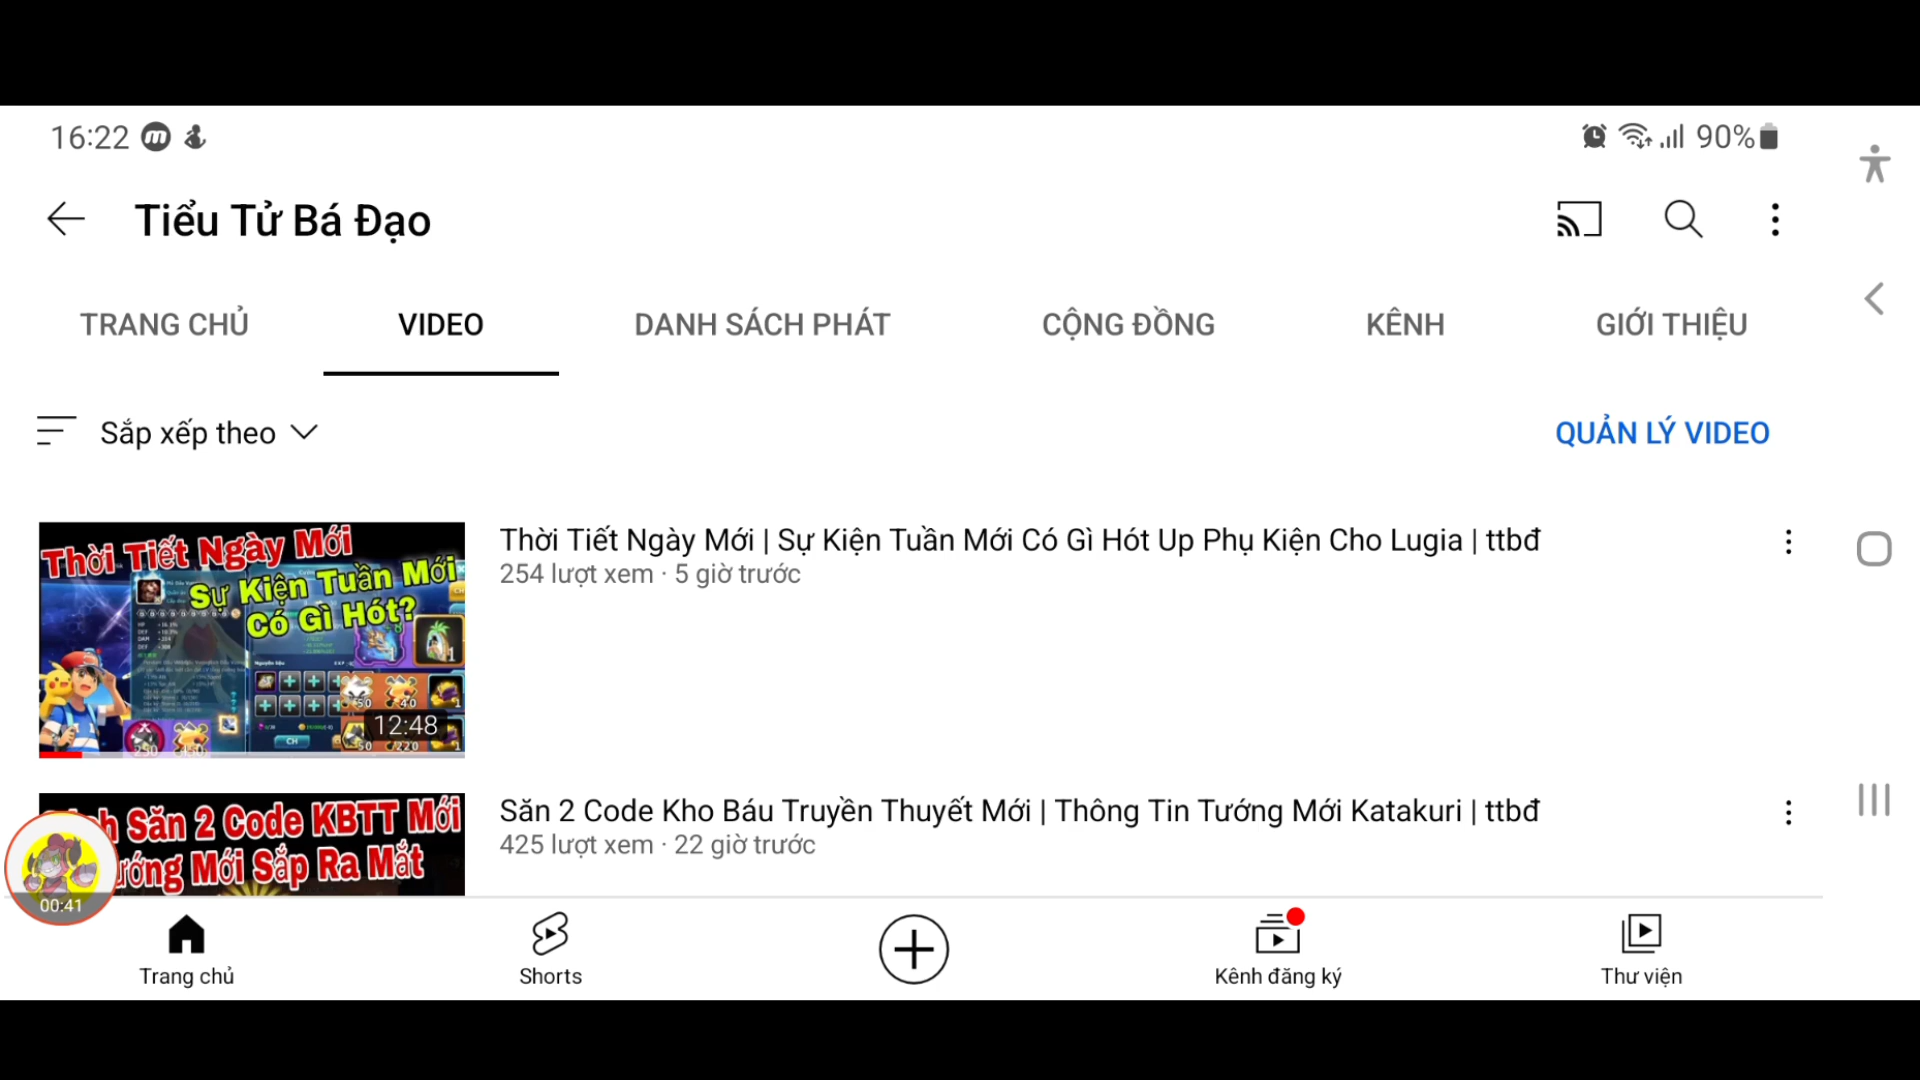 16:22
90%
Tiểu Tử Bá Đạo
TRANG CHỦ
VIDEO
DANH SÁCH PHÁT
CỘNG ĐỒNG
KÊNH
GIỚI THIỆU
Sắp xếp theo
QUẢN LÝ VIDEO
Thời Tiết Ngày Mới
Sự Kiện Tuần Mới
Có Gì Hót?
12:48
Thời Tiết Ngày Mới | Sự Kiện Tuần Mới Có Gì Hót Up Phụ Kiện Cho Lugia | ttbđ
254 lượt xem · 5 giờ trước
Săn 2 Code KBTT Mới
Mới Sắp Ra Mắt
Săn 2 Code Kho Báu Truyền Thuyết Mới | Thông Tin Tướng Mới Katakuri | ttbđ
425 lượt xem · 22 giờ trước
00:41
Trang chủ
Shorts
Kênh đăng ký
Thư viện